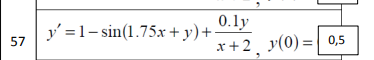 57 y′ = 1 − sin(1.75x + y) + 0.1y / x + 2 , y(0) = 0,5